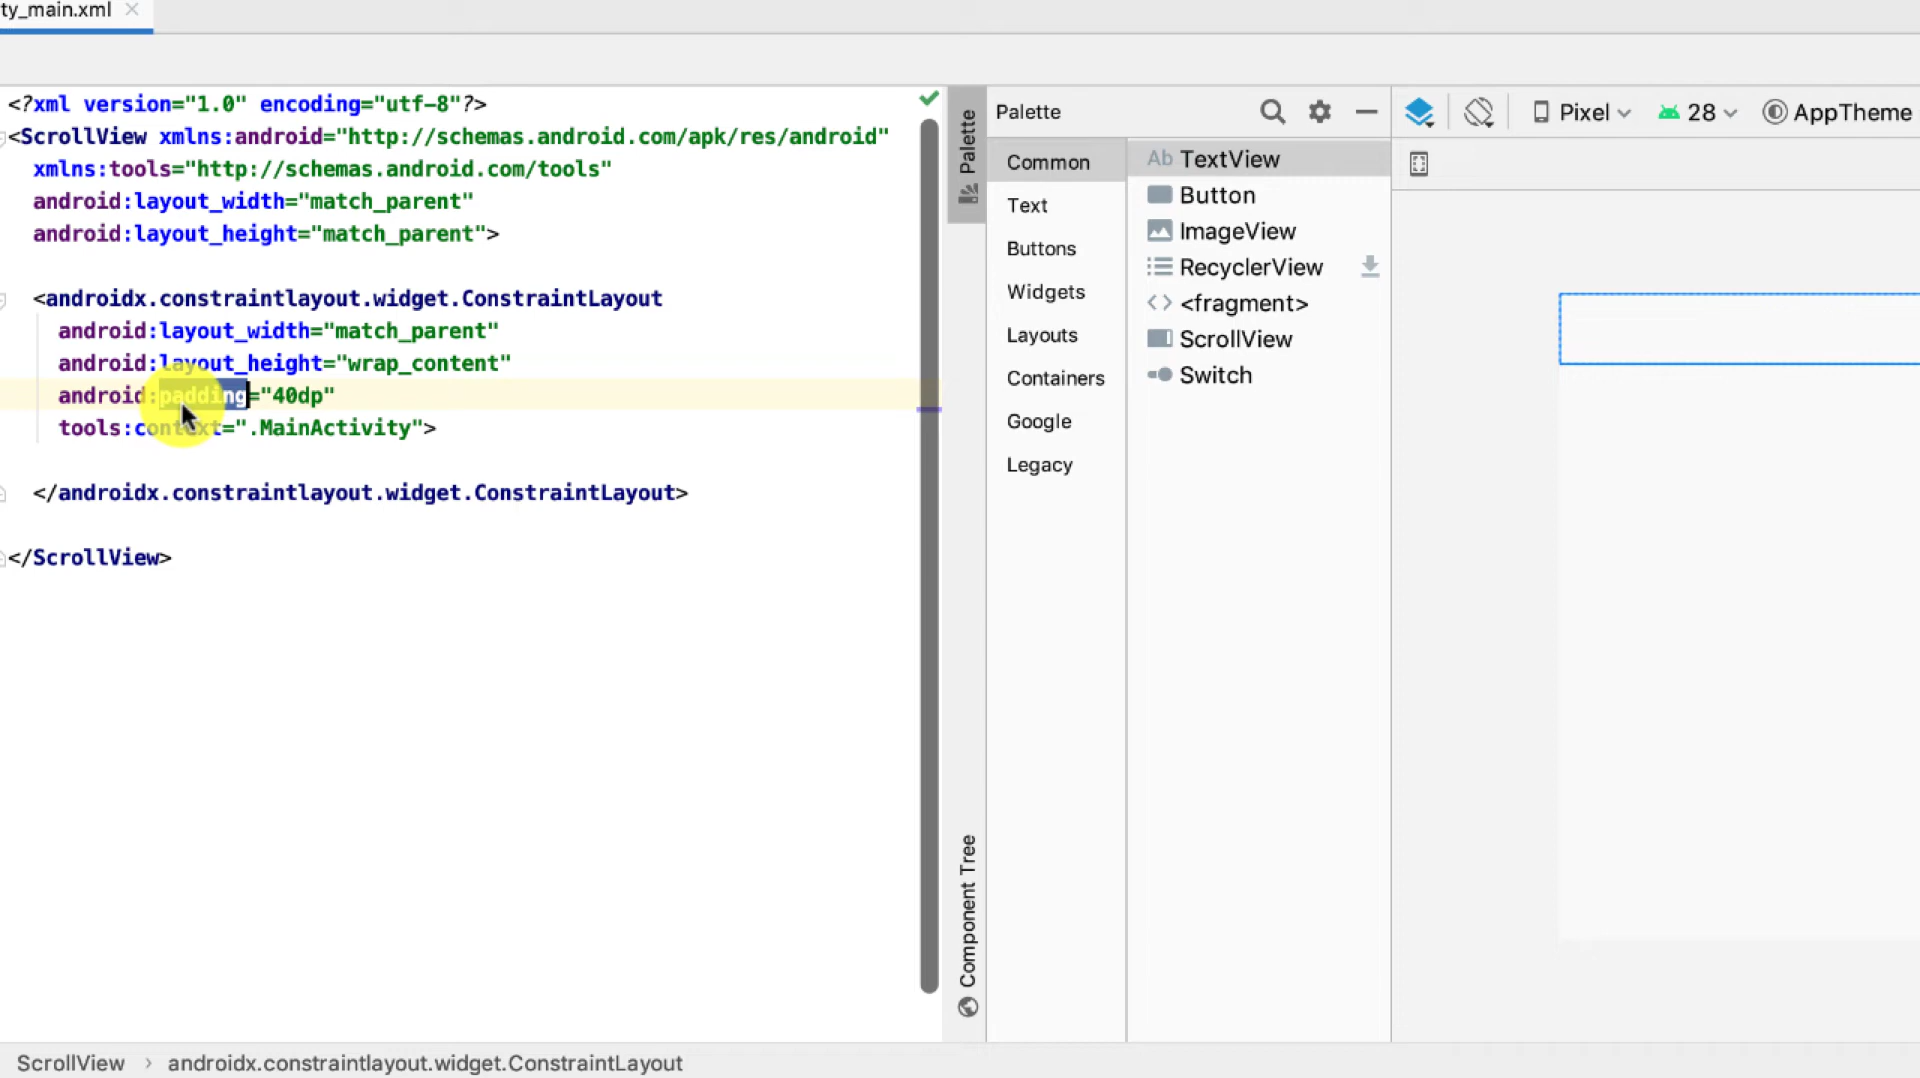 ty_main.xml
<?xml version="1.0" encoding="utf-8"?>
<ScrollView xmlns:android="http://schemas.android.com/apk/res/android"
xmlns:tools="http://schemas.android.com/tools"
android:layout_width="match_parent"
android:layout_height="match_parent">
<androidx.constraintlayout.widget.ConstraintLayout
android:layout_width="match_parent"
android:layout_height="wrap_content"
android:padding="40dp"
tools:context=".MainActivity">
</androidx.constraintlayout.widget.ConstraintLayout>
</ScrollView>
Palette
Component Tree
Palette
Common
Text
Buttons
Widgets
Layouts
Containers
Google
Legacy
Ab TextView
Button
ImageView
RecyclerView
<fragment>
ScrollView
Switch
Pixel
28
AppTheme
ScrollView › androidx.constraintlayout.widget.ConstraintLayout